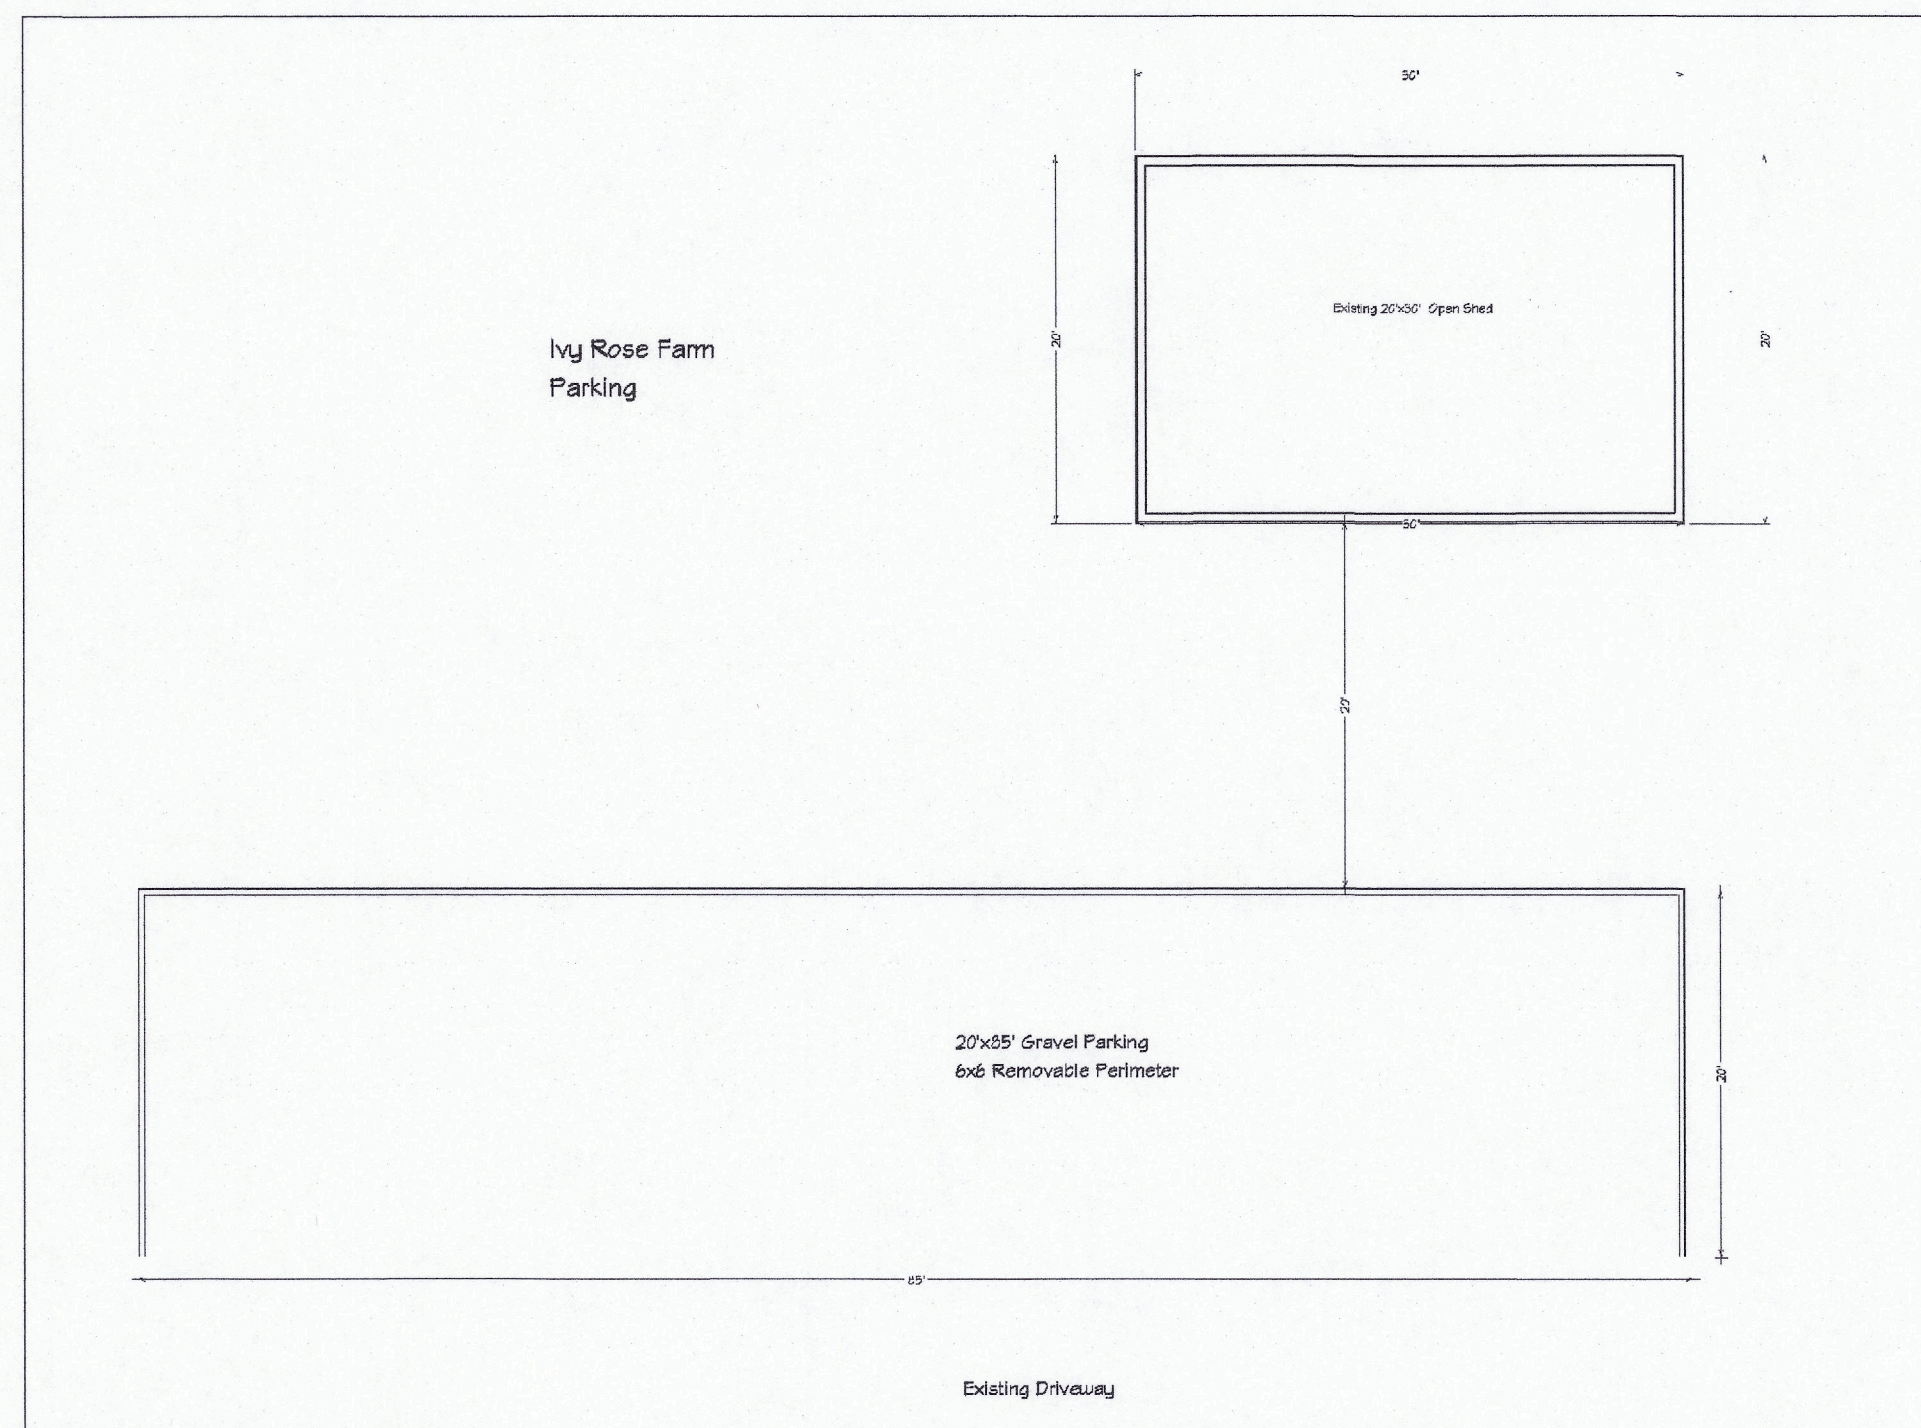 30'
Existing 20'x30' Open Shed
20'
20'
Ivy Rose Farm
Parking
30'
20'
20'x85' Gravel Parking
6x6 Removable Perimeter
20'
85'
Existing Driveway